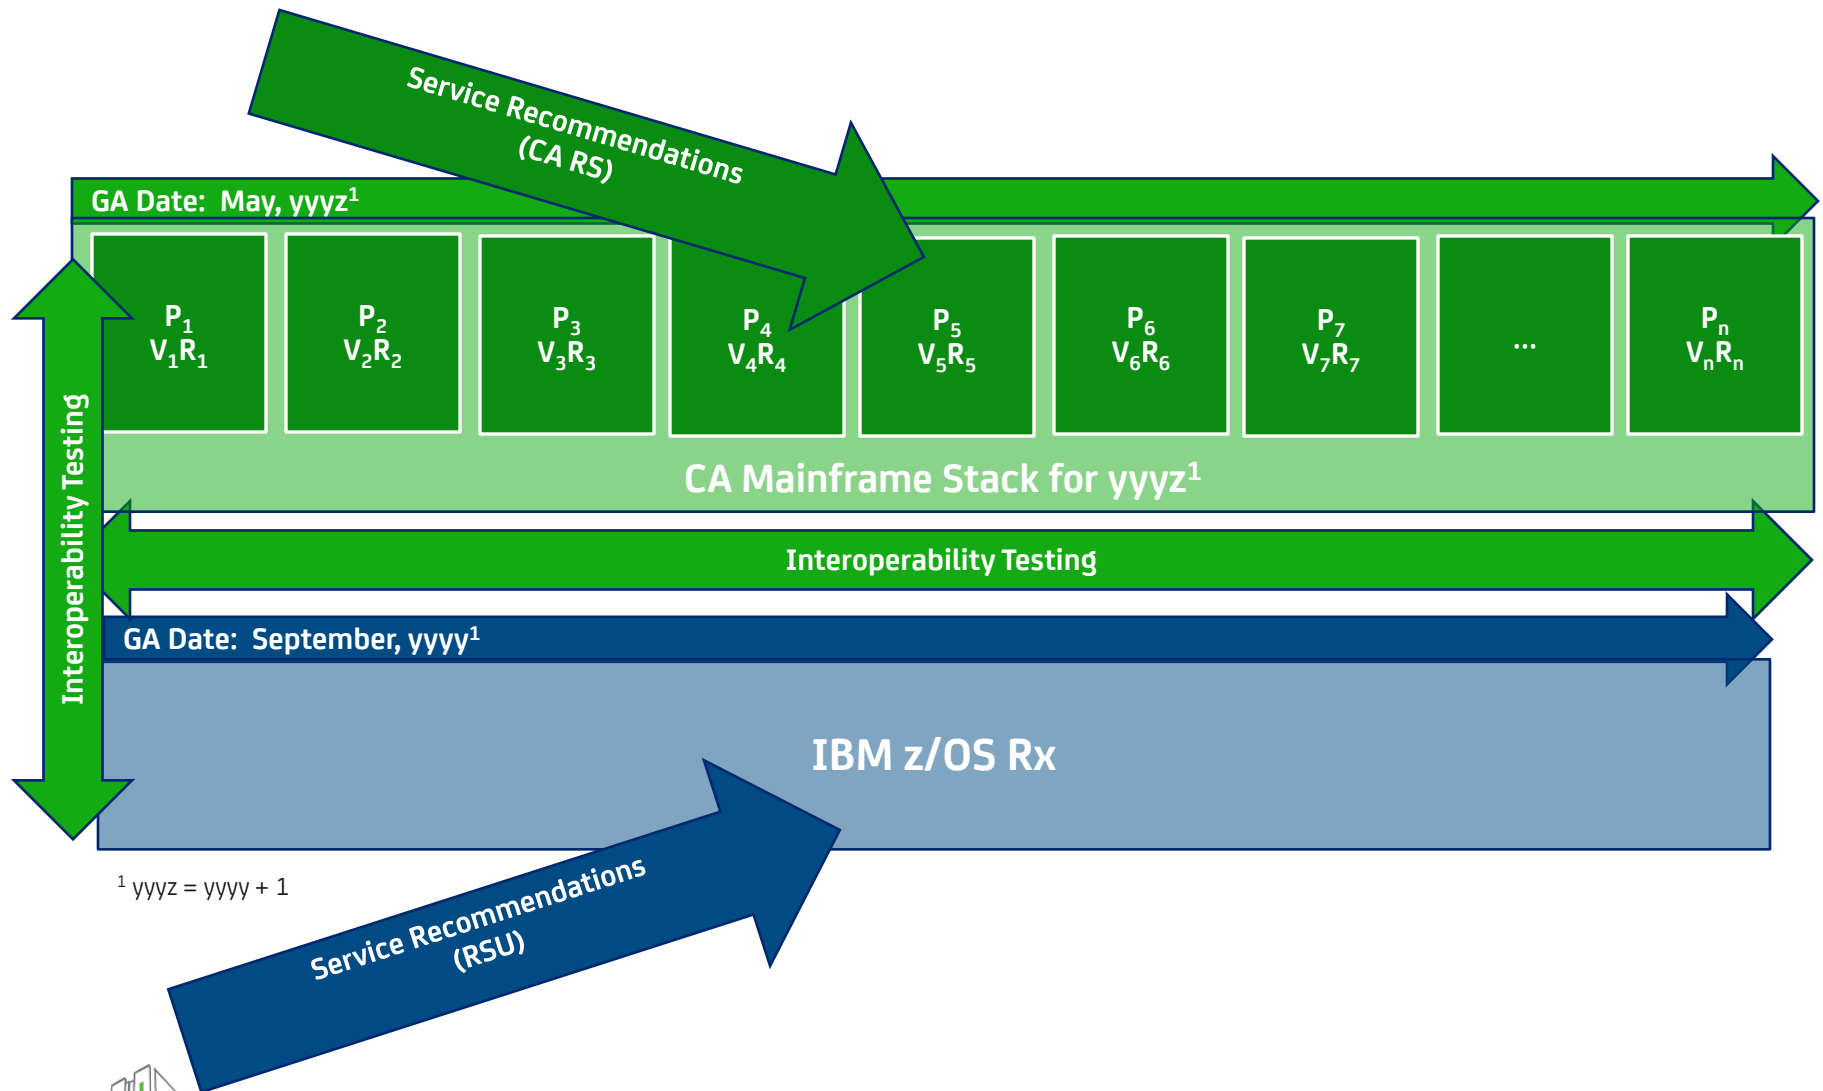 Service Recommendations
(CA RS)
GA Date: May, yyyz¹
P₁
V₁R₁
P₂
V₂R₂
P₃
V₃R₃
P₄
V₄R₄
P₅
V₅R₅
P₆
V₆R₆
P₇
V₇R₇
...
Pₙ
VₙRₙ
CA Mainframe Stack for yyyz¹
Interoperability Testing
Interoperability Testing
GA Date: September, yyyy¹
IBM z/OS Rx
¹ yyyz = yyyy + 1
Service Recommendations
(RSU)